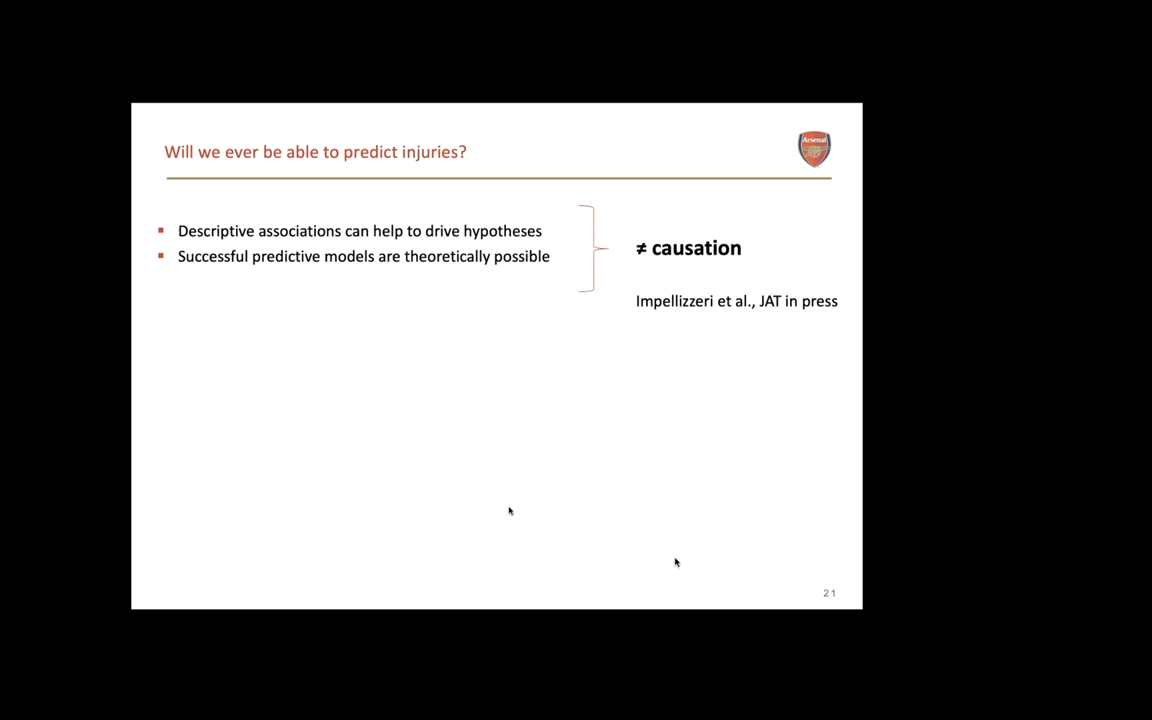 Will we ever be able to predict injuries?
Arsenal
▪ Descriptive associations can help to drive hypotheses
▪ Successful predictive models are theoretically possible
≠ causation
Impellizzeri et al., JAT in press
21